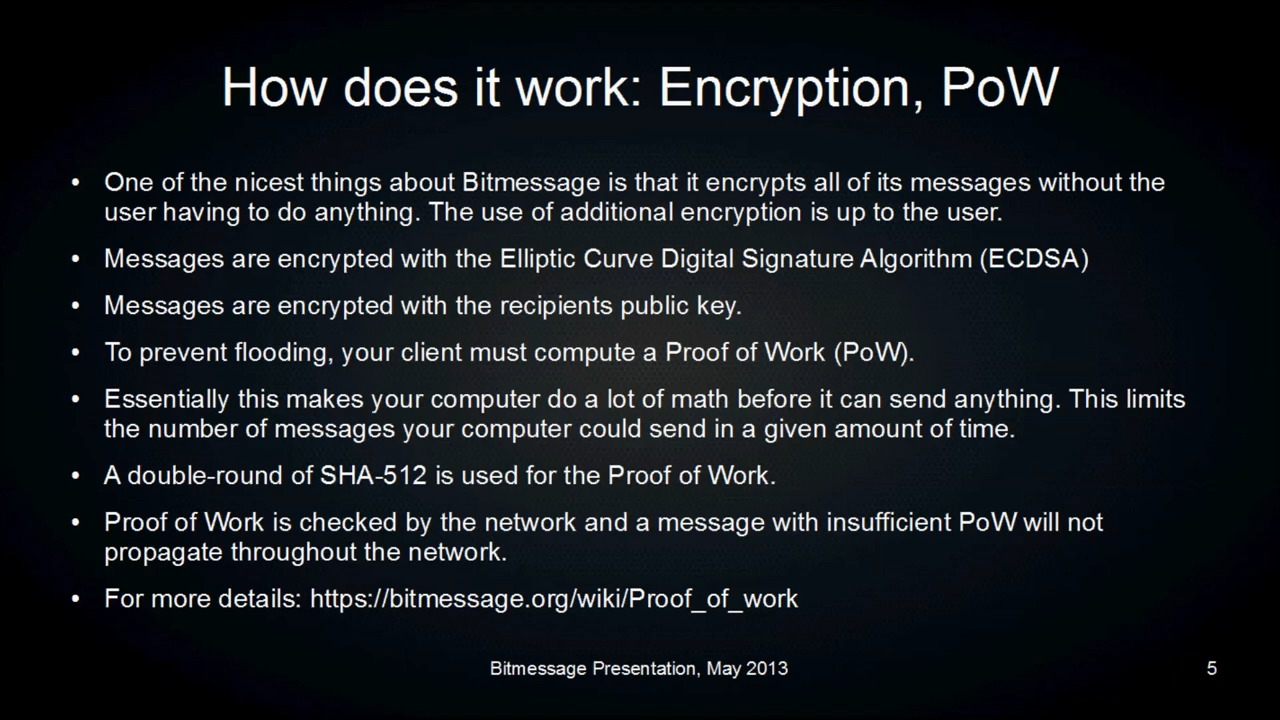 How does it work: Encryption, PoW
• One of the nicest things about Bitmessage is that it encrypts all of its messages without the
user having to do anything. The use of additional encryption is up to the user.
• Messages are encrypted with the Elliptic Curve Digital Signature Algorithm (ECDSA)
• Messages are encrypted with the recipients public key.
• To prevent flooding, your client must compute a Proof of Work (PoW).
• Essentially this makes your computer do a lot of math before it can send anything. This limits
the number of messages your computer could send in a given amount of time.
• A double-round of SHA-512 is used for the Proof of Work.
• Proof of Work is checked by the network and a message with insufficient PoW will not
propagate throughout the network.
• For more details: https://bitmessage.org/wiki/Proof_of_work
Bitmessage Presentation, May 2013
5